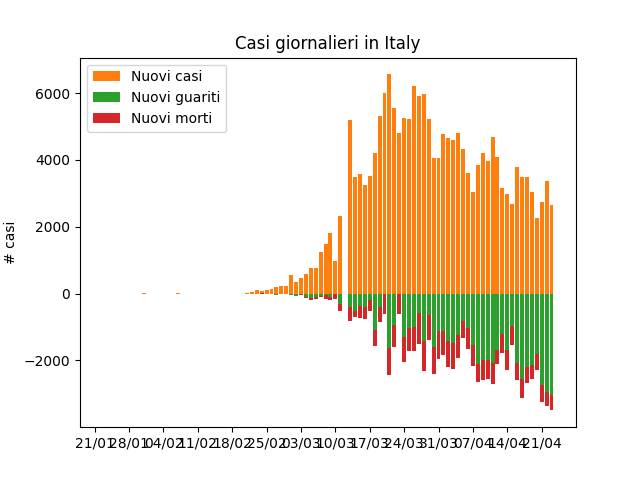 Casi giornalieri in Italy
Nuovi casi
Nuovi guariti
Nuovi morti
# casi
6000
4000
2000
0
−2000
21/01 28/01 04/02 11/02 18/02 25/02 03/03 10/03 17/03 24/03 31/03 07/04 14/04 21/04